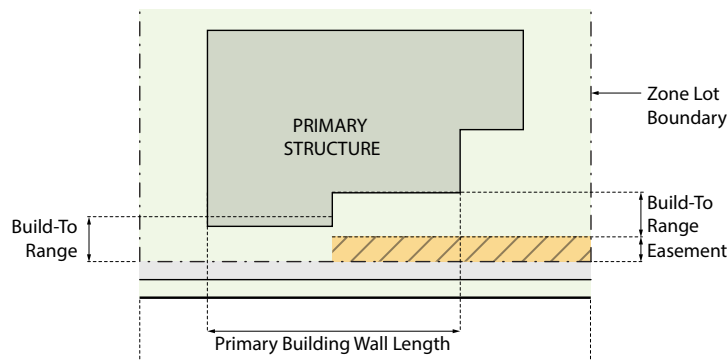 PRIMARY
STRUCTURE
Zone Lot
Boundary
Build-To
Range
Build-To
Range
Easement
Primary Building Wall Length